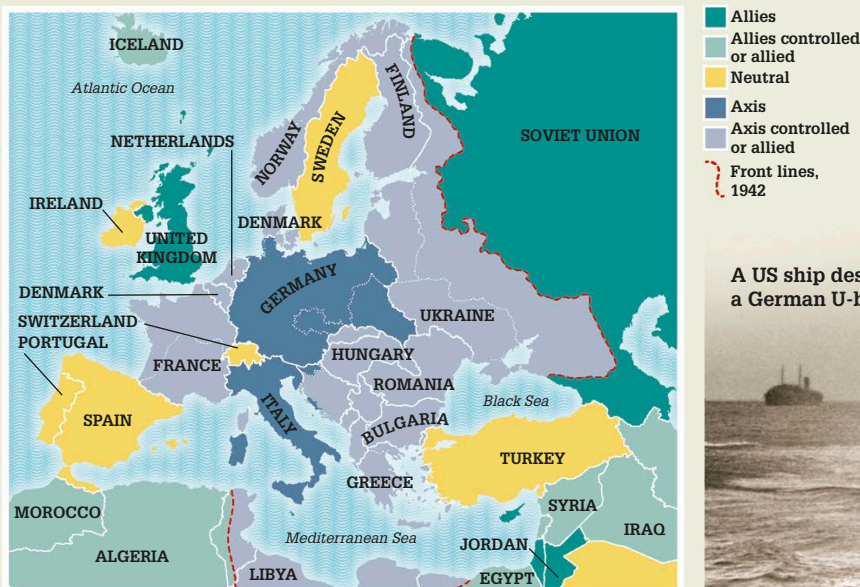 ICELAND
Atlantic Ocean
NETHERLANDS
NORWAY
SWEDEN
FINLAND
SOVIET UNION
IRELAND
UNITED
KINGDOM
DENMARK
GERMANY
DENMARK
SWITZERLAND
PORTUGAL
UKRAINE
FRANCE
HUNGARY
ROMANIA
SPAIN
ITALY
Black Sea
BULGARIA
TURKEY
GREECE
MOROCCO
SYRIA
IRAQ
ALGERIA
Mediterranean Sea
JORDAN
LIBYA
EGYPT
Allies
Allies controlled
or allied
Neutral
Axis
Axis controlled
or allied
Front lines,
1942
A US ship des
a German U-b